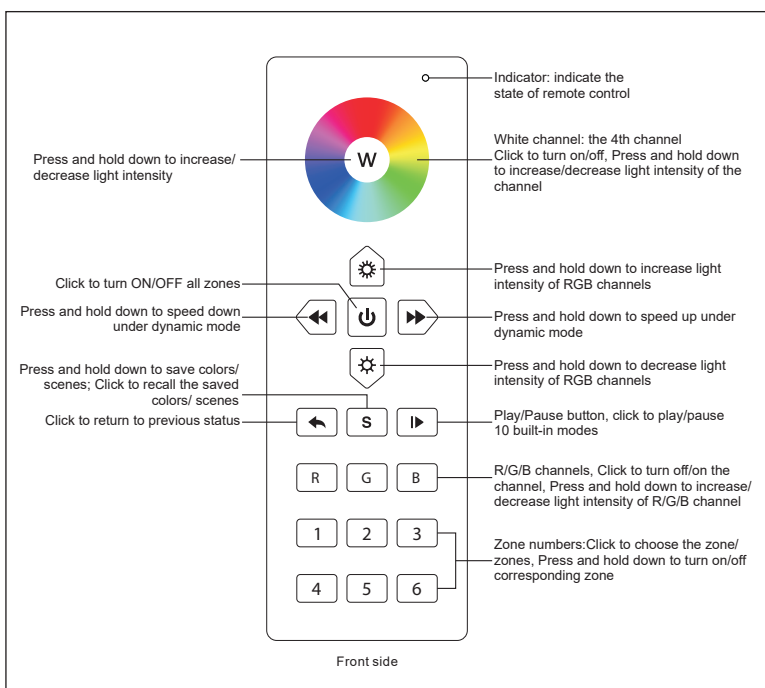 Indicator: indicate the
state of remote control
White channel: the 4th channel
Click to turn on/off, Press and hold down
to increase/decrease light intensity of the
channel
Press and hold down to increase/
decrease light intensity
W
Press and hold down to increase light
intensity of RGB channels
Click to turn ON/OFF all zones
Press and hold down to speed down
under dynamic mode
Press and hold down to speed up under
dynamic mode
Press and hold down to decrease light
intensity of RGB channels
Press and hold down to save colors/
scenes; Click to recall the saved
colors/ scenes
Click to return to previous status
S
Play/Pause button, click to play/pause
10 built-in modes
R G B
R/G/B channels, Click to turn off/on the
channel, Press and hold down to increase/
decrease light intensity of R/G/B channel
1 2 3
Zone numbers:Click to choose the zone/
zones, Press and hold down to turn on/off
corresponding zone
4 5 6
Front side